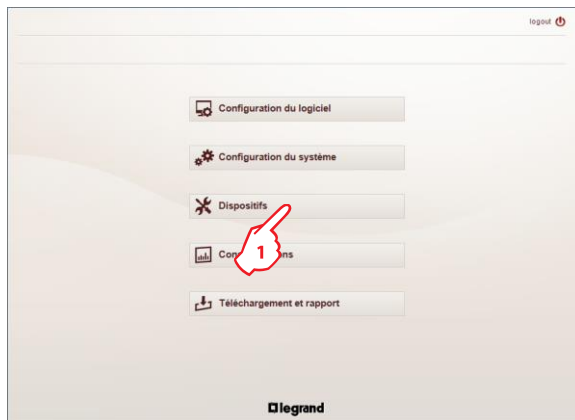 logout
Configuration du logiciel
Configuration du système
Dispositifs
1
Téléchargement et rapport
legrand